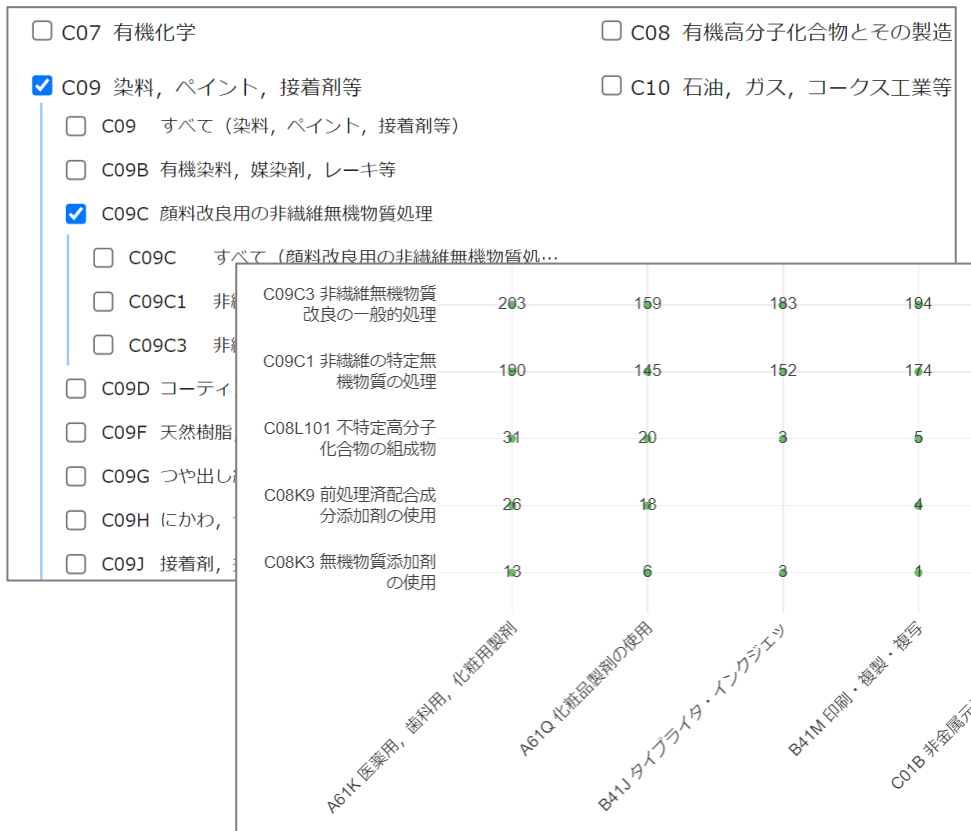 C07 有機化学
C08 有機高分子化合物とその製造
C09 染料，ペイント，接着剤等
C10 石油，ガス，コークス工業等
C09 すべて（染料，ペイント，接着剤等）
C09B 有機染料，媒染剤，レーキ等
C09C 顔料改良用の非繊維無機物質処理
C09C すべて（顔料改良用の非繊維無機物質処…
C09C1 非
C09C3 非
C09D コーティ
C09F 天然樹脂
C09G つや出し
C09H にかわ，
C09J 接着剤，
C09C3 非繊維無機物質
改良の一般的処理
203 159 183 194
C09C1 非繊維の特定無
機物質の処理
190 145 152 174
C08L101 不特定高分子
化合物の組成物
31 20 3 5
C08K9 前処理済配合成
分添加剤の使用
26 18 4
C08K3 無機物質添加剤
の使用
13 6 3 1
A61K 医薬用，歯科用，化粧用製剤
A61Q 化粧品製剤の使用
B41J タイプライタ・インクジェッ
B41M 印刷・複製・複写
C01B 非金属元